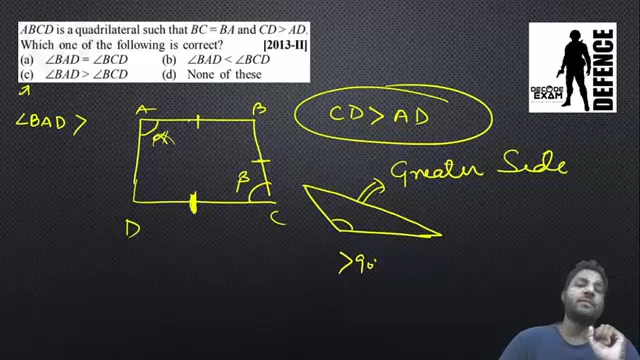 ABCD is a quadrilateral such that BC = BA and CD > AD.
Which one of the following is correct? [2013-II]
(a) ∠BAD = ∠BCD (b) ∠BAD < ∠BCD
(c) ∠BAD > ∠BCD (d) None of these
DECODE EXAM
DEFENCE
∠BAD >
A B
CD > AD
α
β
D C
Greater Side
>90